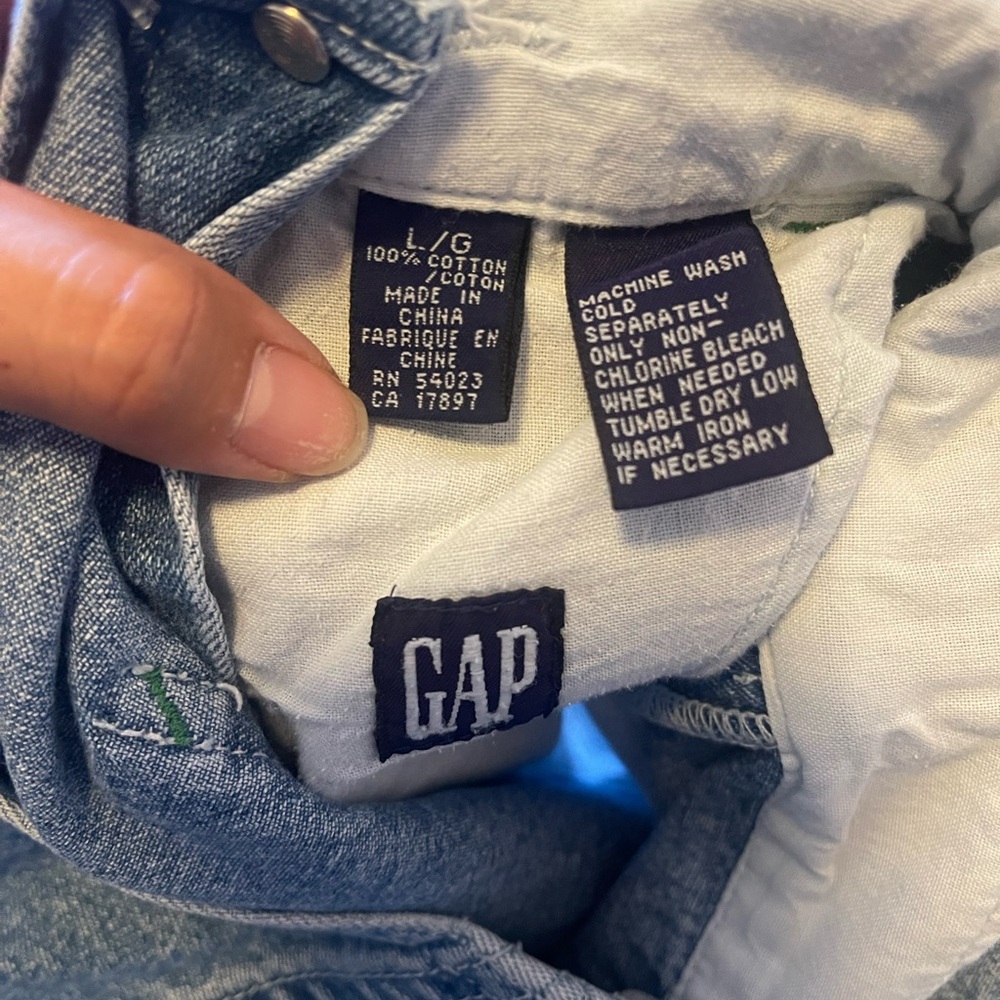 L/G
100% COTTON
/COTON
MADE IN
CHINA
FABRIQUE EN
CHINE
RN 54023
CA 17897
MACHINE WASH
COLD
SEPARATELY
ONLY NON-
CHLORINE BLEACH
WHEN NEEDED
TUMBLE DRY LOW
WARM IRON
IF NECESSARY
GAP